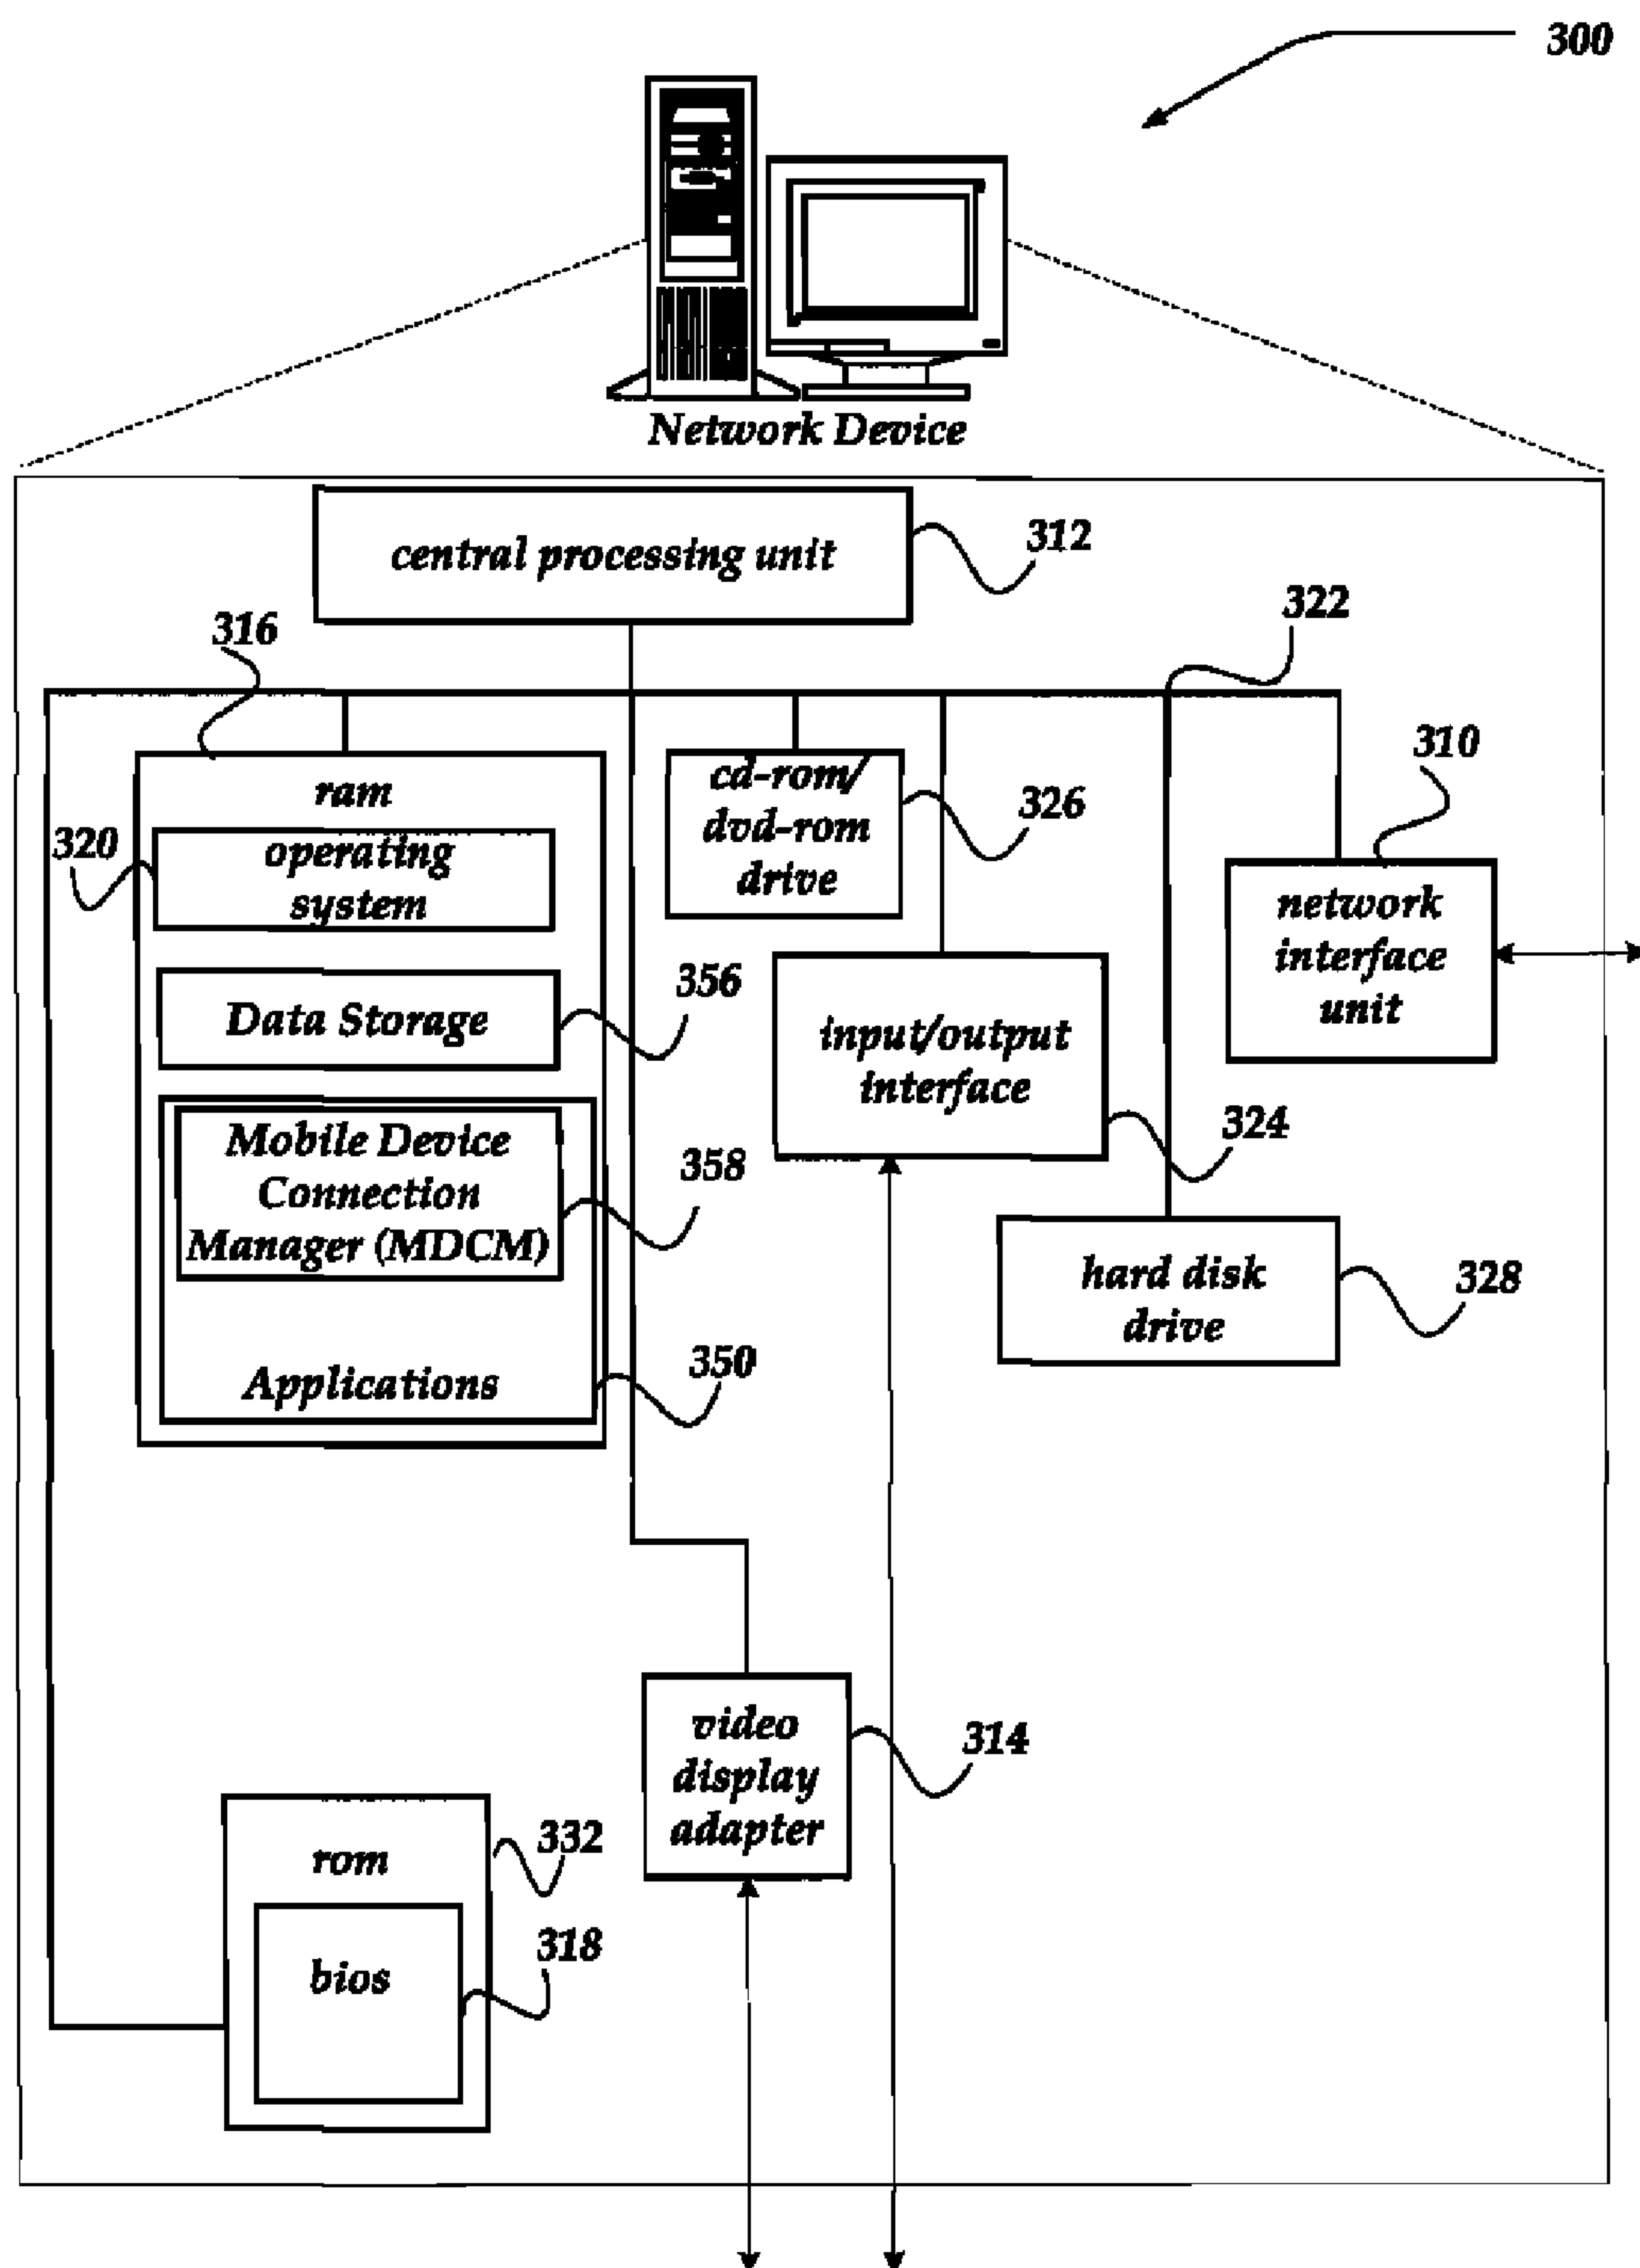 300
Network Device
central processing unit
312
322
316
310
ram
cd-rom/
dvd-rom
drive
326
320
operating
system
network
interface
unit
356
Data Storage
input/output
interface
324
Mobile Device
Connection
Manager (MDCM)
358
hard disk
drive
328
350
Applications
video
display
adapter
314
332
rom
318
bios